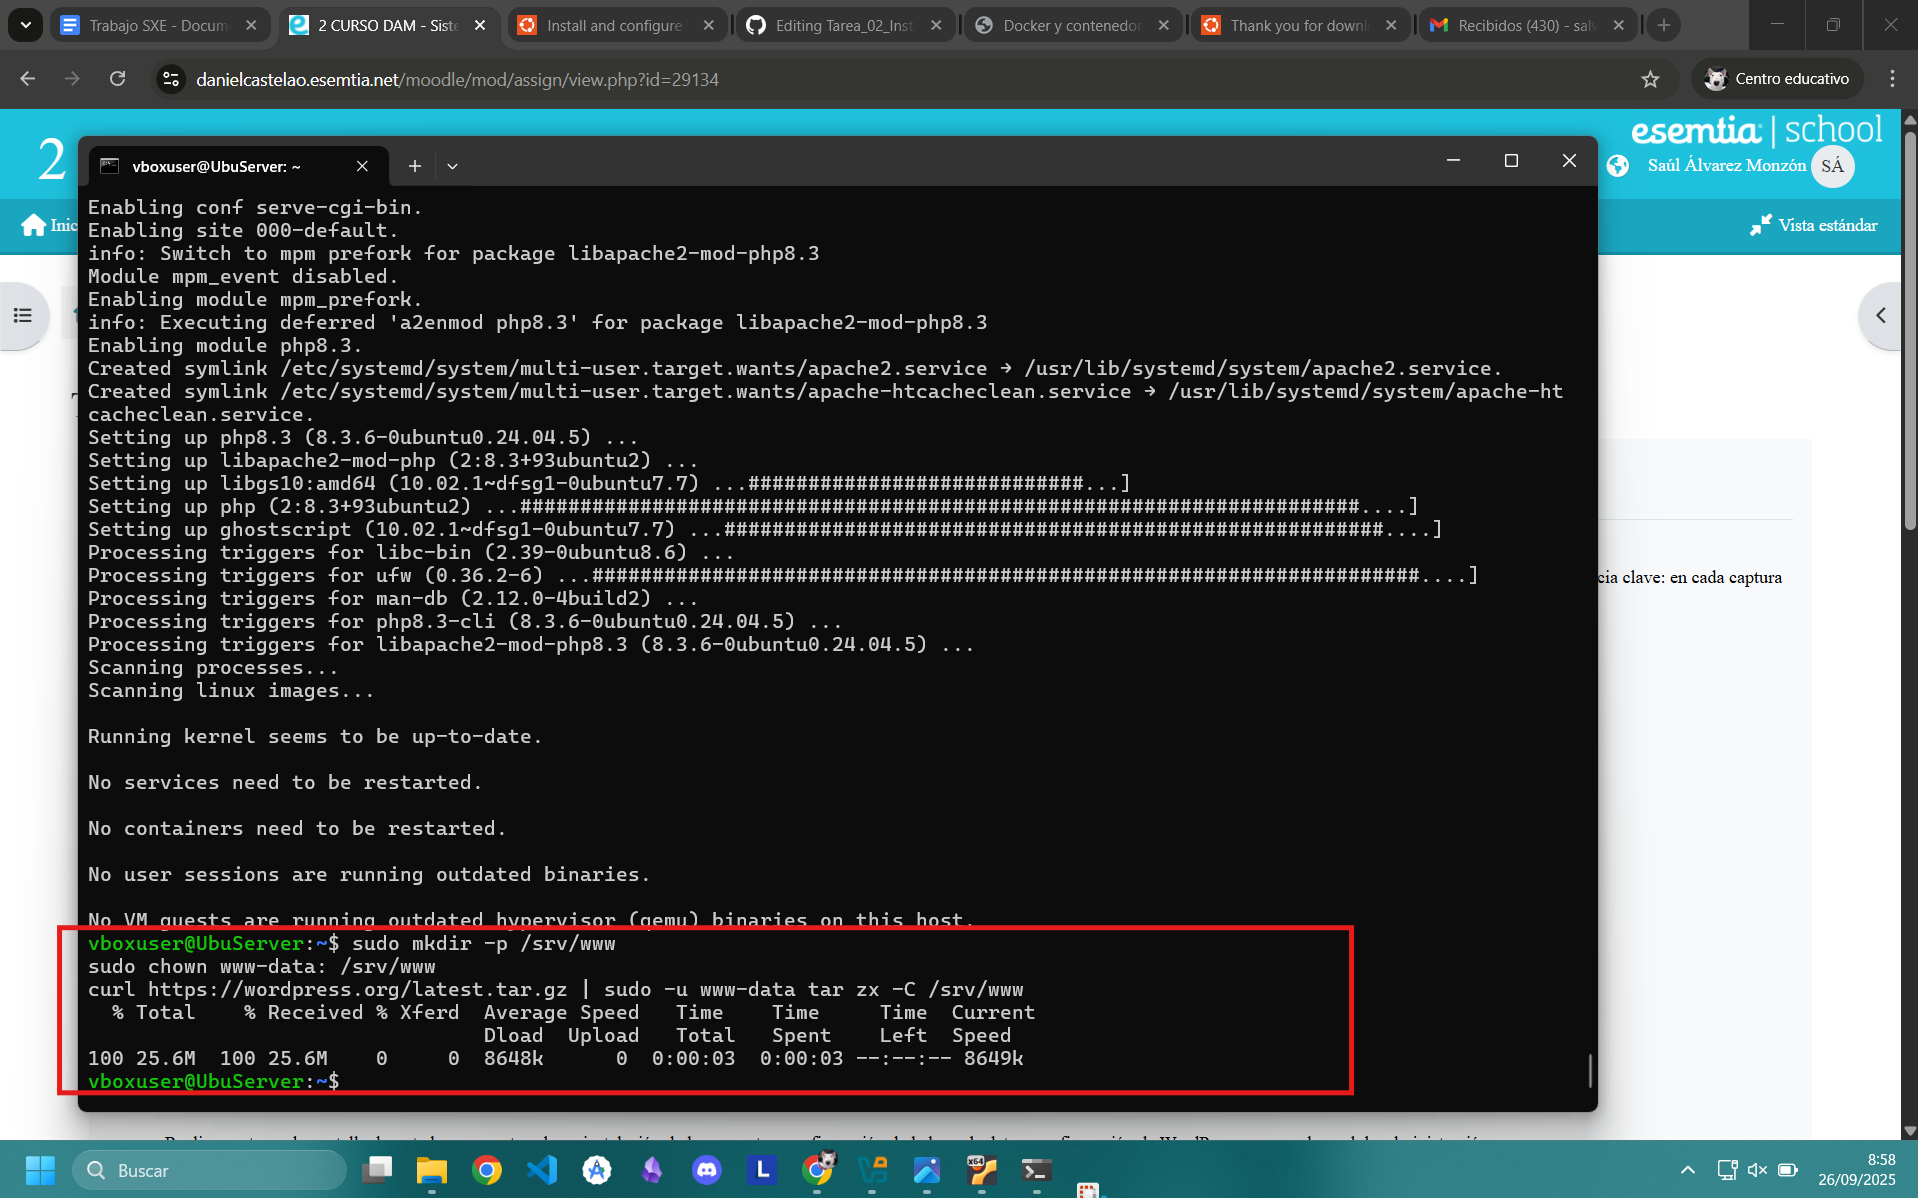 Trabajo SXE - Docum
2 CURSO DAM - Siste
Install and configure
Editing Tarea_02_Inst
Docker y contenedor
Thank you for downl
Recibidos (430) - salv
danielcastelao.esemtia.net/moodle/mod/assign/view.php?id=29134
Centro educativo
2
esemtia | school
Saúl Álvarez Monzón SÁ
Inic
Vista estándar
vboxuser@UbuServer: ~
Enabling conf serve-cgi-bin.
Enabling site 000-default.
info: Switch to mpm prefork for package libapache2-mod-php8.3
Module mpm_event disabled.
Enabling module mpm_prefork.
info: Executing deferred 'a2enmod php8.3' for package libapache2-mod-php8.3
Enabling module php8.3.
Created symlink /etc/systemd/system/multi-user.target.wants/apache2.service → /usr/lib/systemd/system/apache2.service.
Created symlink /etc/systemd/system/multi-user.target.wants/apache-htcacheclean.service → /usr/lib/systemd/system/apache-ht
cacheclean.service.
Setting up php8.3 (8.3.6-0ubuntu0.24.04.5) ...
Setting up libapache2-mod-php (2:8.3+93ubuntu2) ...
Setting up libgs10:amd64 (10.02.1~dfsg1-0ubuntu7.7) ...############################...]
Setting up php (2:8.3+93ubuntu2) ...######################################################################....]
Setting up ghostscript (10.02.1~dfsg1-0ubuntu7.7) ...#######################################################....]
Processing triggers for libc-bin (2.39-0ubuntu8.6) ...
Processing triggers for ufw (0.36.2-6) ...#####################################################################....]
Processing triggers for man-db (2.12.0-4build2) ...
Processing triggers for php8.3-cli (8.3.6-0ubuntu0.24.04.5) ...
Processing triggers for libapache2-mod-php8.3 (8.3.6-0ubuntu0.24.04.5) ...
Scanning processes...
Scanning linux images...
Running kernel seems to be up-to-date.
No services need to be restarted.
No containers need to be restarted.
No user sessions are running outdated binaries.
No VM guests are running outdated hypervisor (qemu) binaries on this host.
vboxuser@UbuServer:~$ sudo mkdir -p /srv/www
sudo chown www-data: /srv/www
curl https://wordpress.org/latest.tar.gz | sudo -u www-data tar zx -C /srv/www
% Total % Received % Xferd Average Speed Time Time Time Current
Dload Upload Total Spent Left Speed
100 25.6M 100 25.6M 0 0 8648k 0 0:00:03 0:00:03 --:--:-- 8649k
vboxuser@UbuServer:~$
cia clave: en cada captura
Buscar
8:58
26/09/2025